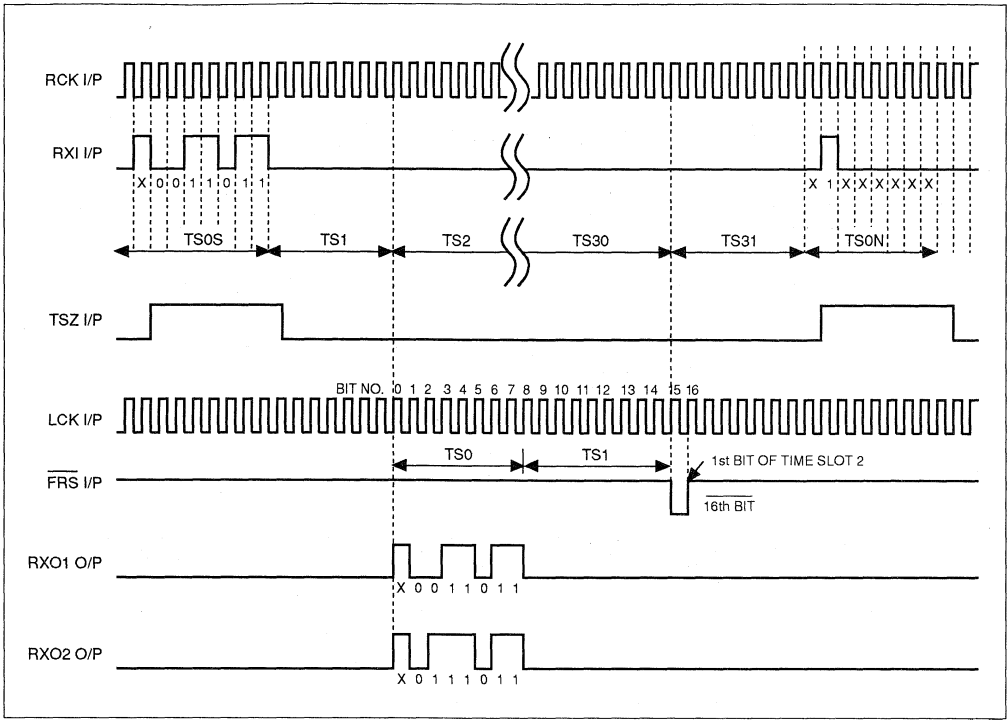 RCK I/P
RXI I/P
X 0 0 1 1 0 1 1
X 1 X X X X X X
TS0S TS1 TS2 TS30 TS31 TS0N
TSZ I/P
BIT NO. 0 1 2 3 4 5 6 7 8 9 10 11 12 13 14 15 16
LCK I/P
TS0 TS1
1st BIT OF TIME SLOT 2
FRS I/P
16th BIT
RXO1 O/P
X 0 0 1 1 0 1 1
RXO2 O/P
X 0 1 1 1 0 1 1